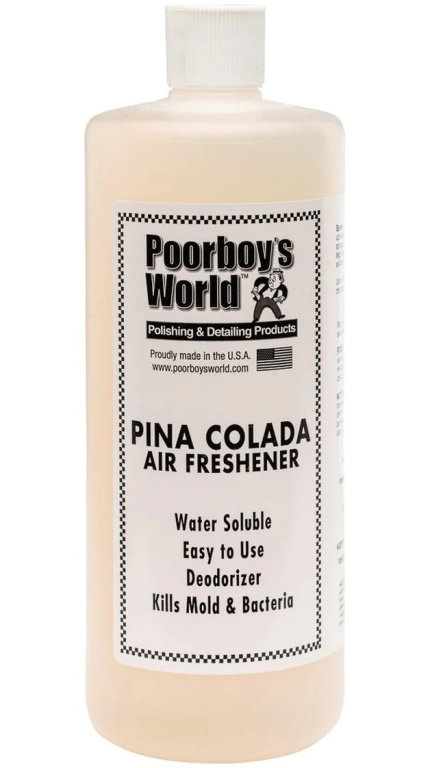 Poorboy's
World™
Polishing & Detailing Products
Proudly made in the U.S.A.
www.poorboysworld.com
PINA COLADA
AIR FRESHENER
Water Soluble
Easy to Use
Deodorizer
Kills Mold & Bacteria